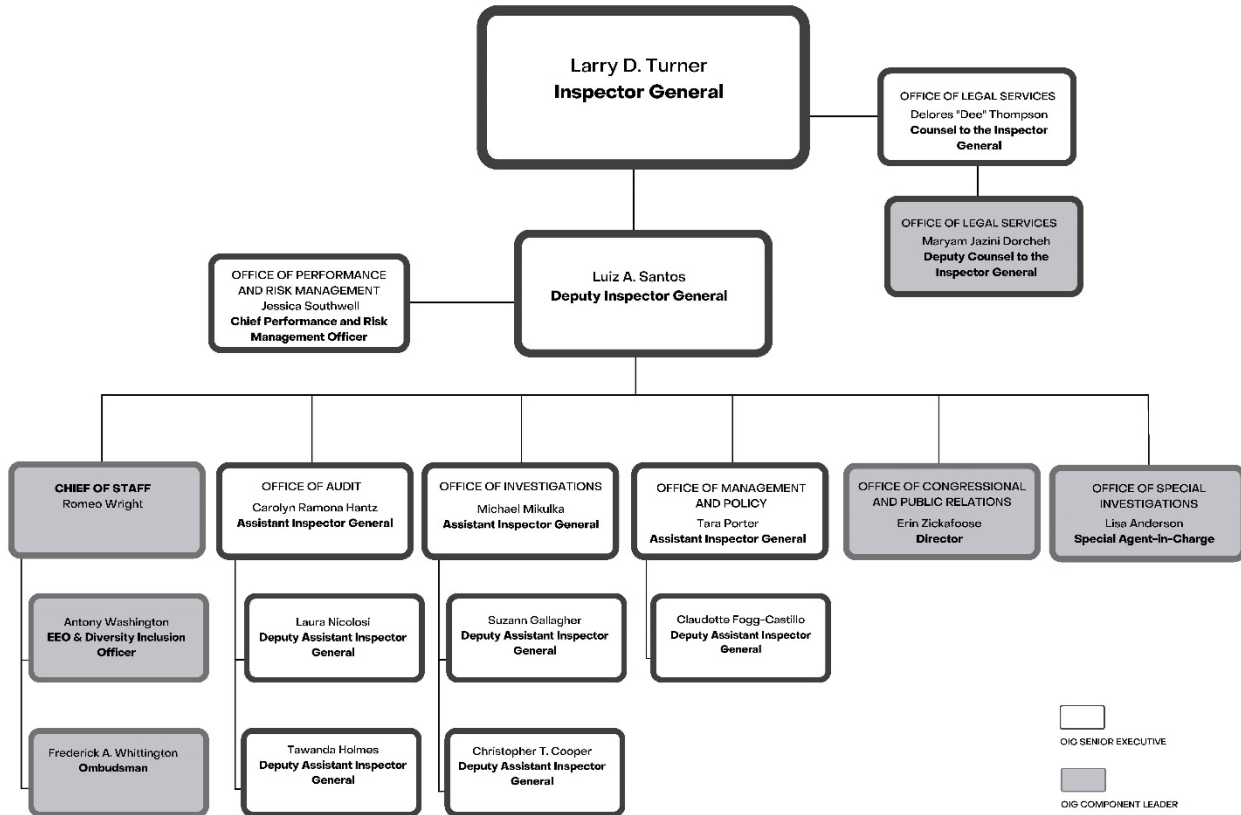 Larry D. Turner
Inspector General
OFFICE OF LEGAL SERVICES
Delores "Dee" Thompson
Counsel to the Inspector
General
OFFICE OF LEGAL SERVICES
Maryam Jazini Dorcheh
Deputy Counsel to the
Inspector General
Luiz A. Santos
Deputy Inspector General
OFFICE OF PERFORMANCE
AND RISK MANAGEMENT
Jessica Southwell
Chief Performance and Risk
Management Officer
CHIEF OF STAFF
Romeo Wright
OFFICE OF AUDIT
Carolyn Ramona Hantz
Assistant Inspector General
OFFICE OF INVESTIGATIONS
Michael Mikulka
Assistant Inspector General
OFFICE OF MANAGEMENT
AND POLICY
Tara Porter
Assistant Inspector General
OFFICE OF CONGRESSIONAL
AND PUBLIC RELATIONS
Erin Zickafoose
Director
OFFICE OF SPECIAL
INVESTIGATIONS
Lisa Anderson
Special Agent-in-Charge
Antony Washington
EEO & Diversity Inclusion
Officer
Laura Nicolosi
Deputy Assistant Inspector
General
Suzann Gallagher
Deputy Assistant Inspector
General
Claudette Fogg-Castillo
Deputy Assistant Inspector
General
Frederick A. Whittington
Ombudsman
Tawanda Holmes
Deputy Assistant Inspector
General
Christopher T. Cooper
Deputy Assistant Inspector
General
OIG SENIOR EXECUTIVE
OIG COMPONENT LEADER